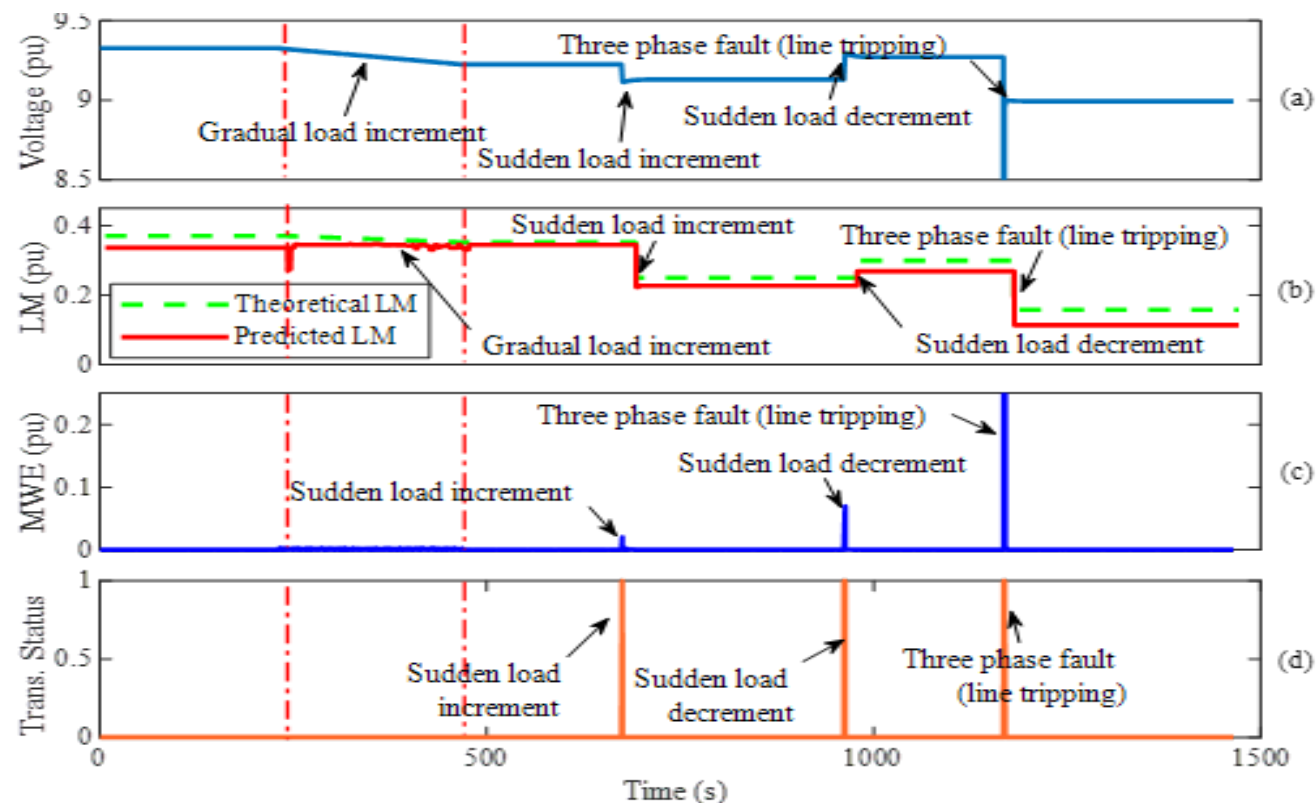 9.5
9
8.5
Voltage (pu)
Three phase fault (line tripping)
Gradual load increment
Sudden load increment
Sudden load decrement
(a)
0.4
0.2
0
LM (pu)
Sudden load increment
Three phase fault (line tripping)
Theoretical LM
Predicted LM
Gradual load increment
Sudden load decrement
(b)
0.2
0.1
0
MWE (pu)
Three phase fault (line tripping)
Sudden load decrement
Sudden load increment
(c)
1
0.5
0
Trans. Status
Sudden load
increment
Sudden load
decrement
Three phase fault
(line tripping)
(d)
0
500
1000
1500
Time (s)